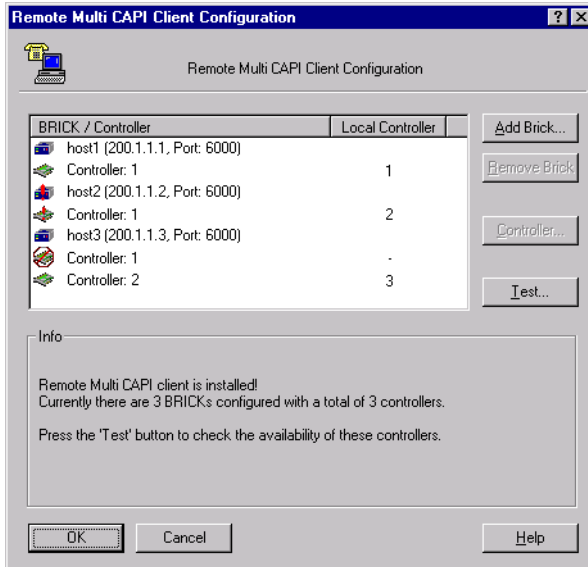 Remote Multi CAPI Client Configuration
Remote Multi CAPI Client Configuration
BRICK / Controller Local Controller
host1 (200.1.1.1, Port: 6000)
Controller: 1 1
host2 (200.1.1.2, Port: 6000)
Controller: 1 2
host3 (200.1.1.3, Port: 6000)
Controller: 1 -
Controller: 2 3
Add Brick...
Remove Brick
Controller...
Test...
Info
Remote Multi CAPI client is installed!
Currently there are 3 BRICKs configured with a total of 3 controllers.
Press the 'Test' button to check the availability of these controllers.
OK Cancel Help